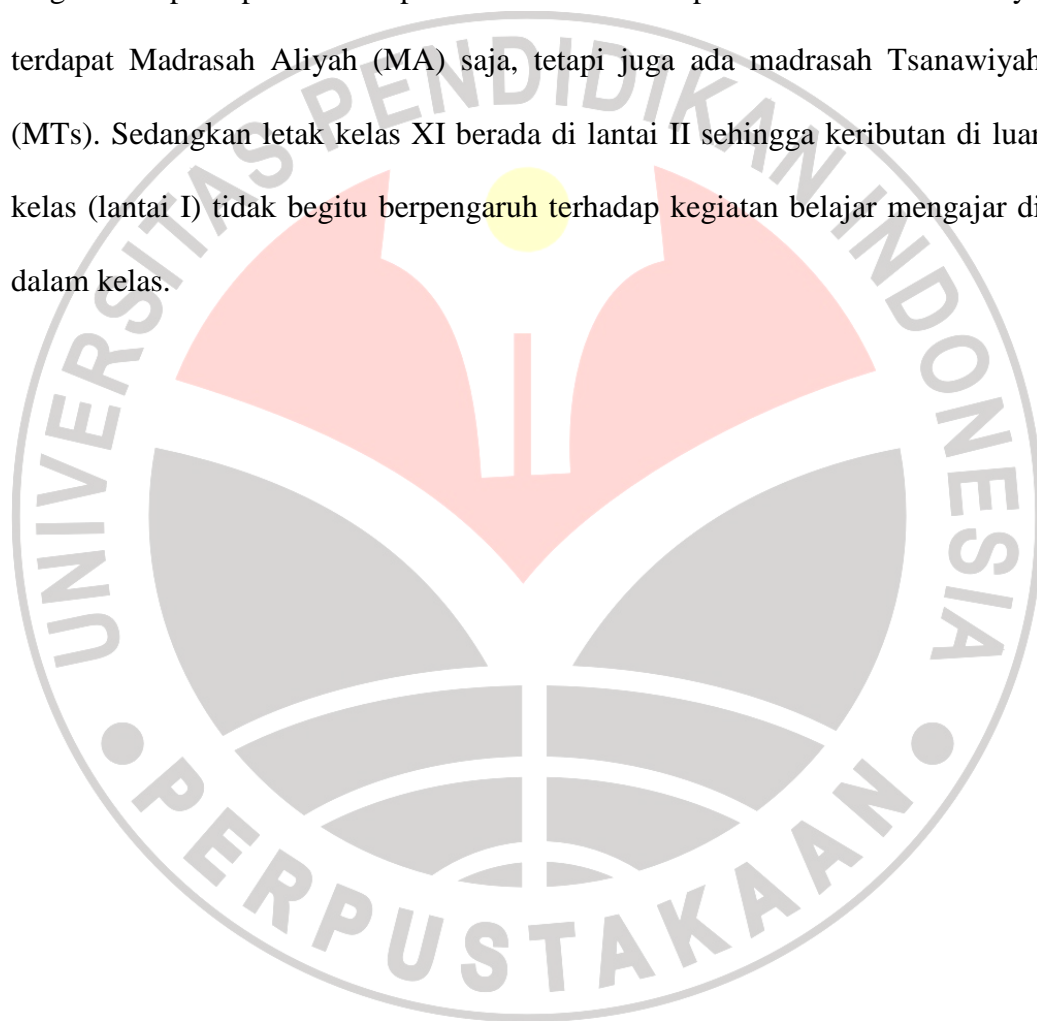 terdapat Madrasah Aliyah (MA) saja, tetapi juga ada madrasah Tsanawiyah
(MTs). Sedangkan letak kelas XI berada di lantai II sehingga keributan di luar
kelas (lantai I) tidak begitu berpengaruh terhadap kegiatan belajar mengajar di
dalam kelas.
UNIVERSITAS PENDIDIKAN INDONESIA
PERPUSTAKAAN